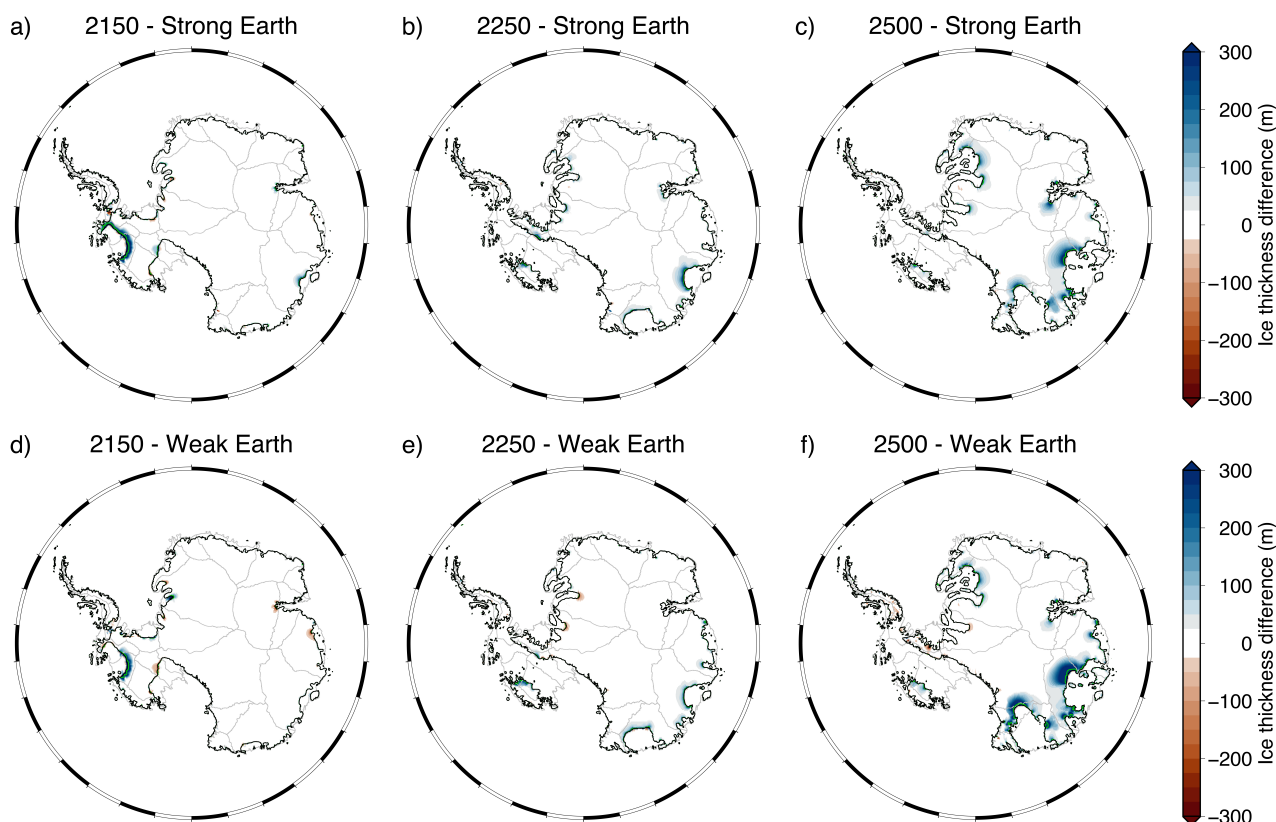 a) 2150 - Strong Earth
b) 2250 - Strong Earth
c) 2500 - Strong Earth
300
200
100
0
−100
−200
−300
Ice thickness difference (m)
d) 2150 - Weak Earth
e) 2250 - Weak Earth
f) 2500 - Weak Earth
300
200
100
0
−100
−200
−300
Ice thickness difference (m)